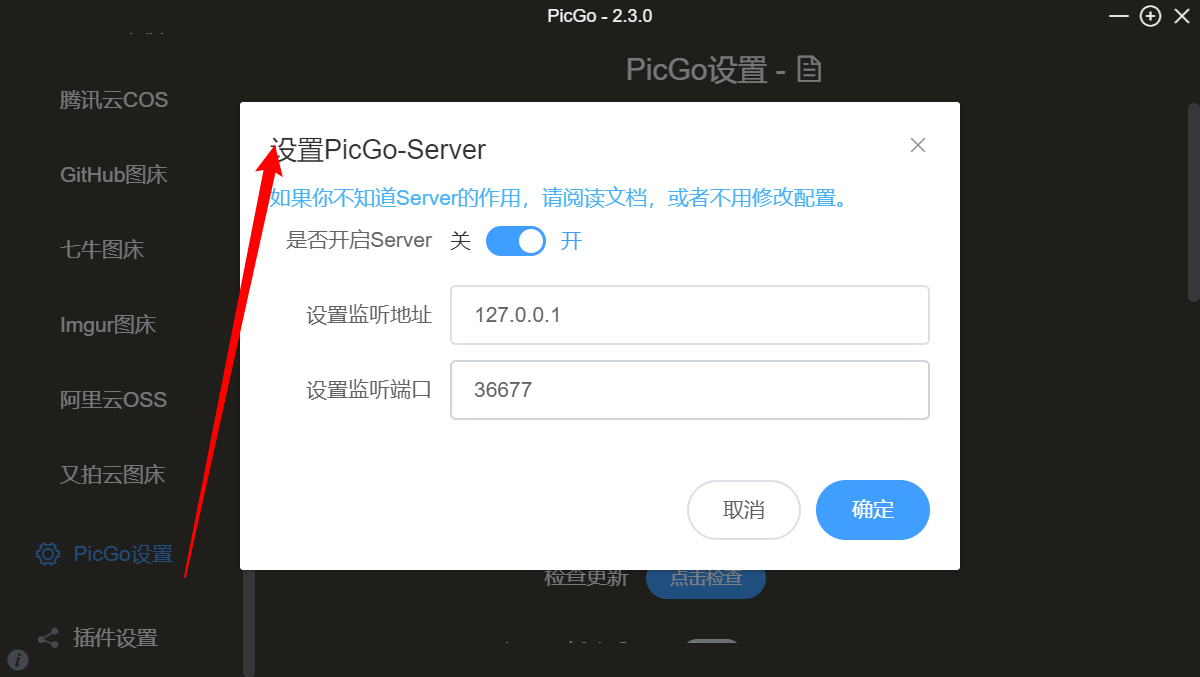 PicGo - 2.3.0
腾讯云COS
GitHub图床
七牛图床
Imgur图床
阿里云OSS
又拍云图床
PicGo设置
插件设置
PicGo设置 -
设置PicGo-Server
如果你不知道Server的作用，请阅读文档，或者不用修改配置。
是否开启Server 关 开
设置监听地址 127.0.0.1
设置监听端口 36677
取消 确定
检查更新 点击检查